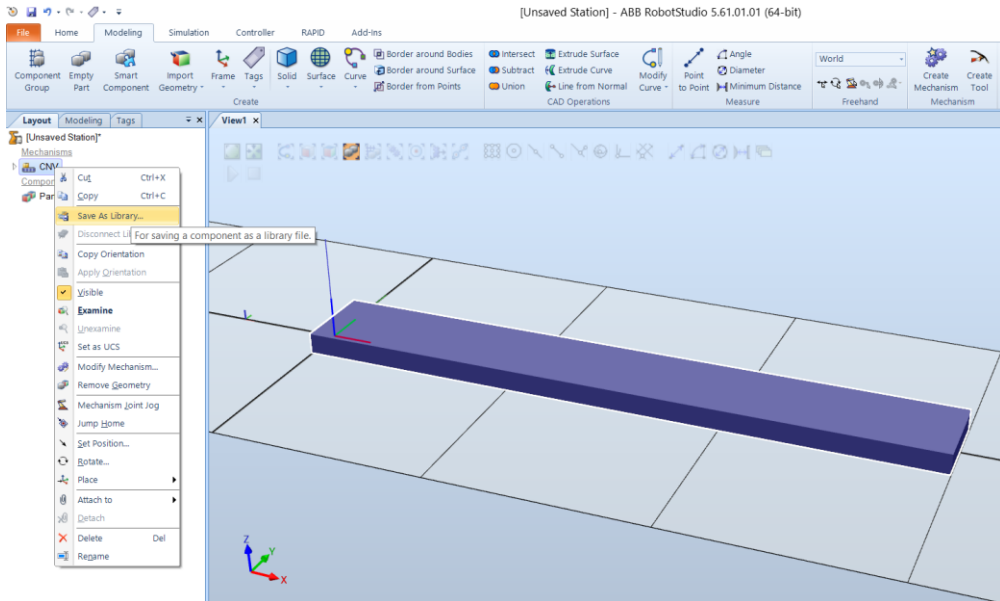 [Unsaved Station] - ABB RobotStudio 5.61.01.01 (64-bit)
File Home Modeling Simulation Controller RAPID Add-Ins
Component Group
Empty Part
Smart Component
Import Geometry
Frame
Tags
Solid
Surface
Curve
Border around Bodies
Border around Surface
Border from Points
Create
Intersect
Subtract
Union
Extrude Surface
Extrude Curve
Line from Normal
Modify Curve
CAD Operations
Point to Point
Angle
Diameter
Minimum Distance
Measure
World
Freehand
Create Mechanism
Create Tool
Mechanism
Layout Modeling Tags
View1
[Unsaved Station]*
Mechanisms
CNV
Compor
Par
Cut Ctrl+X
Copy Ctrl+C
Save As Library...
Disconnect Li
For saving a component as a library file.
Copy Orientation
Apply Orientation
Visible
Examine
Unexamine
Set as UCS
Modify Mechanism...
Remove Geometry
Mechanism Joint Jog
Jump Home
Set Position...
Rotate...
Place
Attach to
Detach
Delete Del
Rename
Z
Y
X